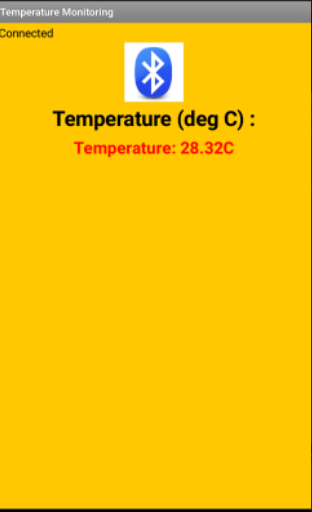 Temperature Monitoring
Connected
Temperature (deg C) :
Temperature: 28.32C